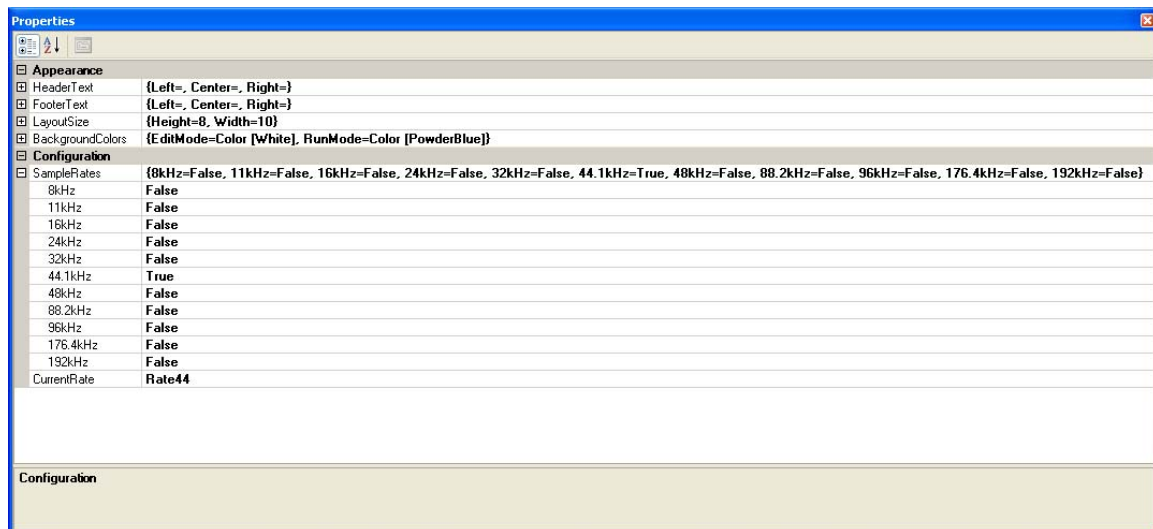 Properties
Appearance
HeaderText {Left=, Center=, Right=}
FooterText {Left=, Center=, Right=}
LayoutSize {Height=8, Width=10}
BackgroundColors {EditMode=Color [White], RunMode=Color [PowderBlue]}
Configuration
SampleRates {8kHz=False, 11kHz=False, 16kHz=False, 24kHz=False, 32kHz=False, 44.1kHz=True, 48kHz=False, 88.2kHz=False, 96kHz=False, 176.4kHz=False, 192kHz=False}
8kHz False
11kHz False
16kHz False
24kHz False
32kHz False
44.1kHz True
48kHz False
88.2kHz False
96kHz False
176.4kHz False
192kHz False
CurrentRate Rate44
Configuration